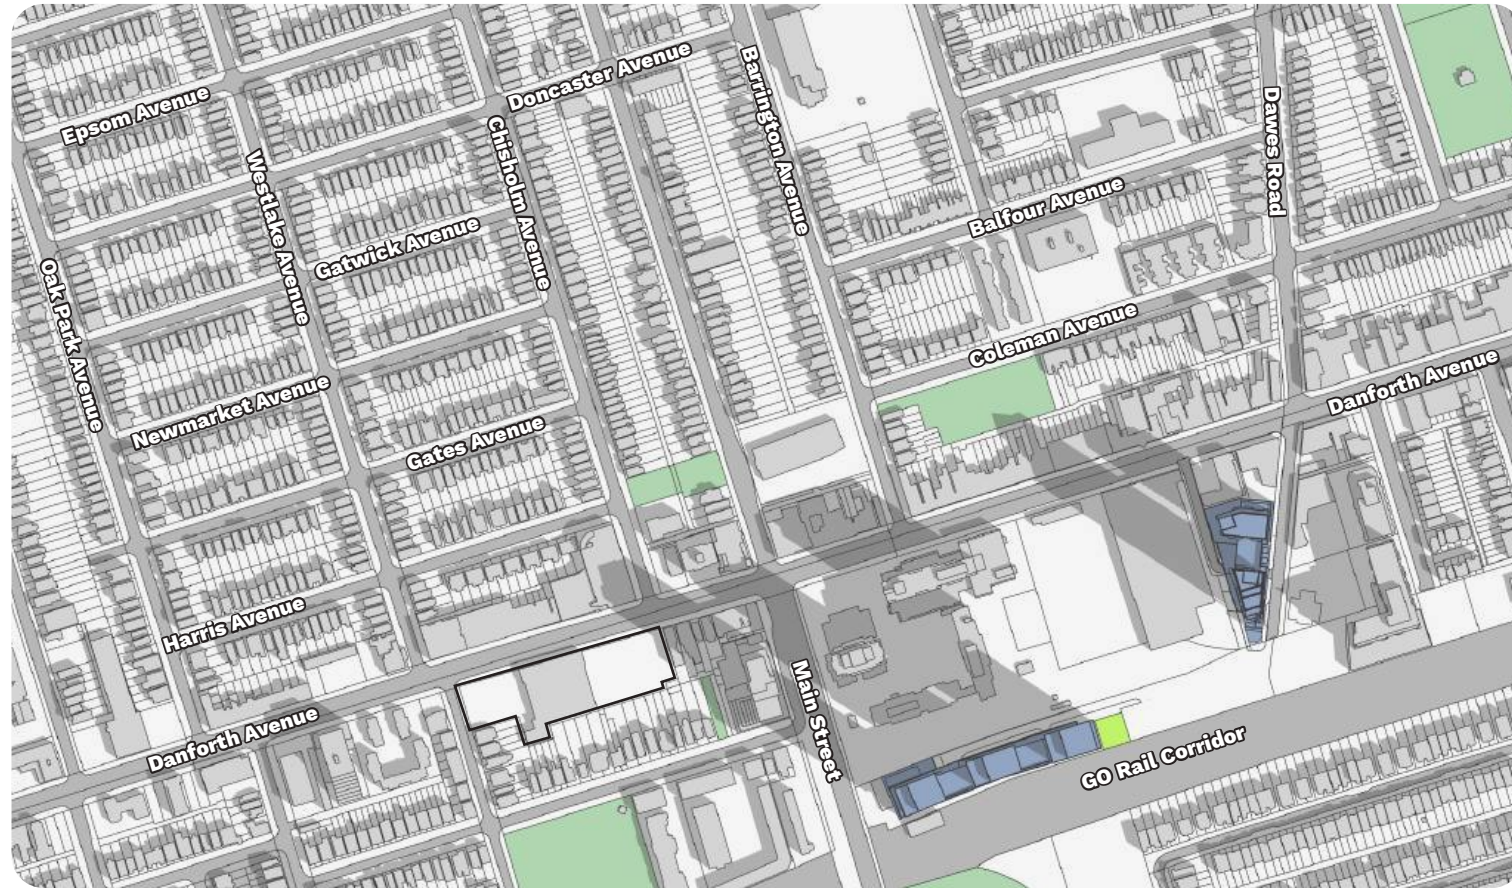 Doncaster Avenue
Epsom Avenue
Barrington Avenue
Dawes Road
Chisholm Avenue
Westlake Avenue
Balfour Avenue
Gatwick Avenue
Oak Park Avenue
Coleman Avenue
Danforth Avenue
Newmarket Avenue
Gates Avenue
Harris Avenue
Main Street
Danforth Avenue
GO Rail Corridor